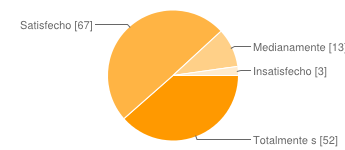 Satisfecho [67]
Medianamente [13]
Insatisfecho [3]
Totalmente s [52]